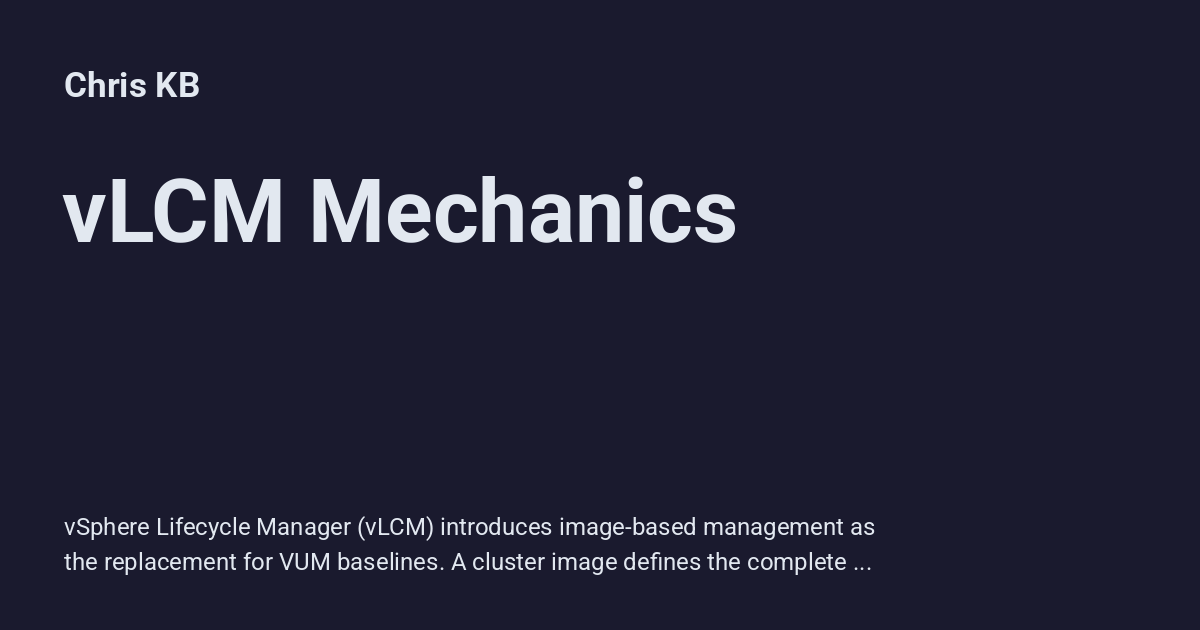 Chris KB
vLCM Mechanics
vSphere Lifecycle Manager (vLCM) introduces image-based management as
the replacement for VUM baselines. A cluster image defines the complete ...